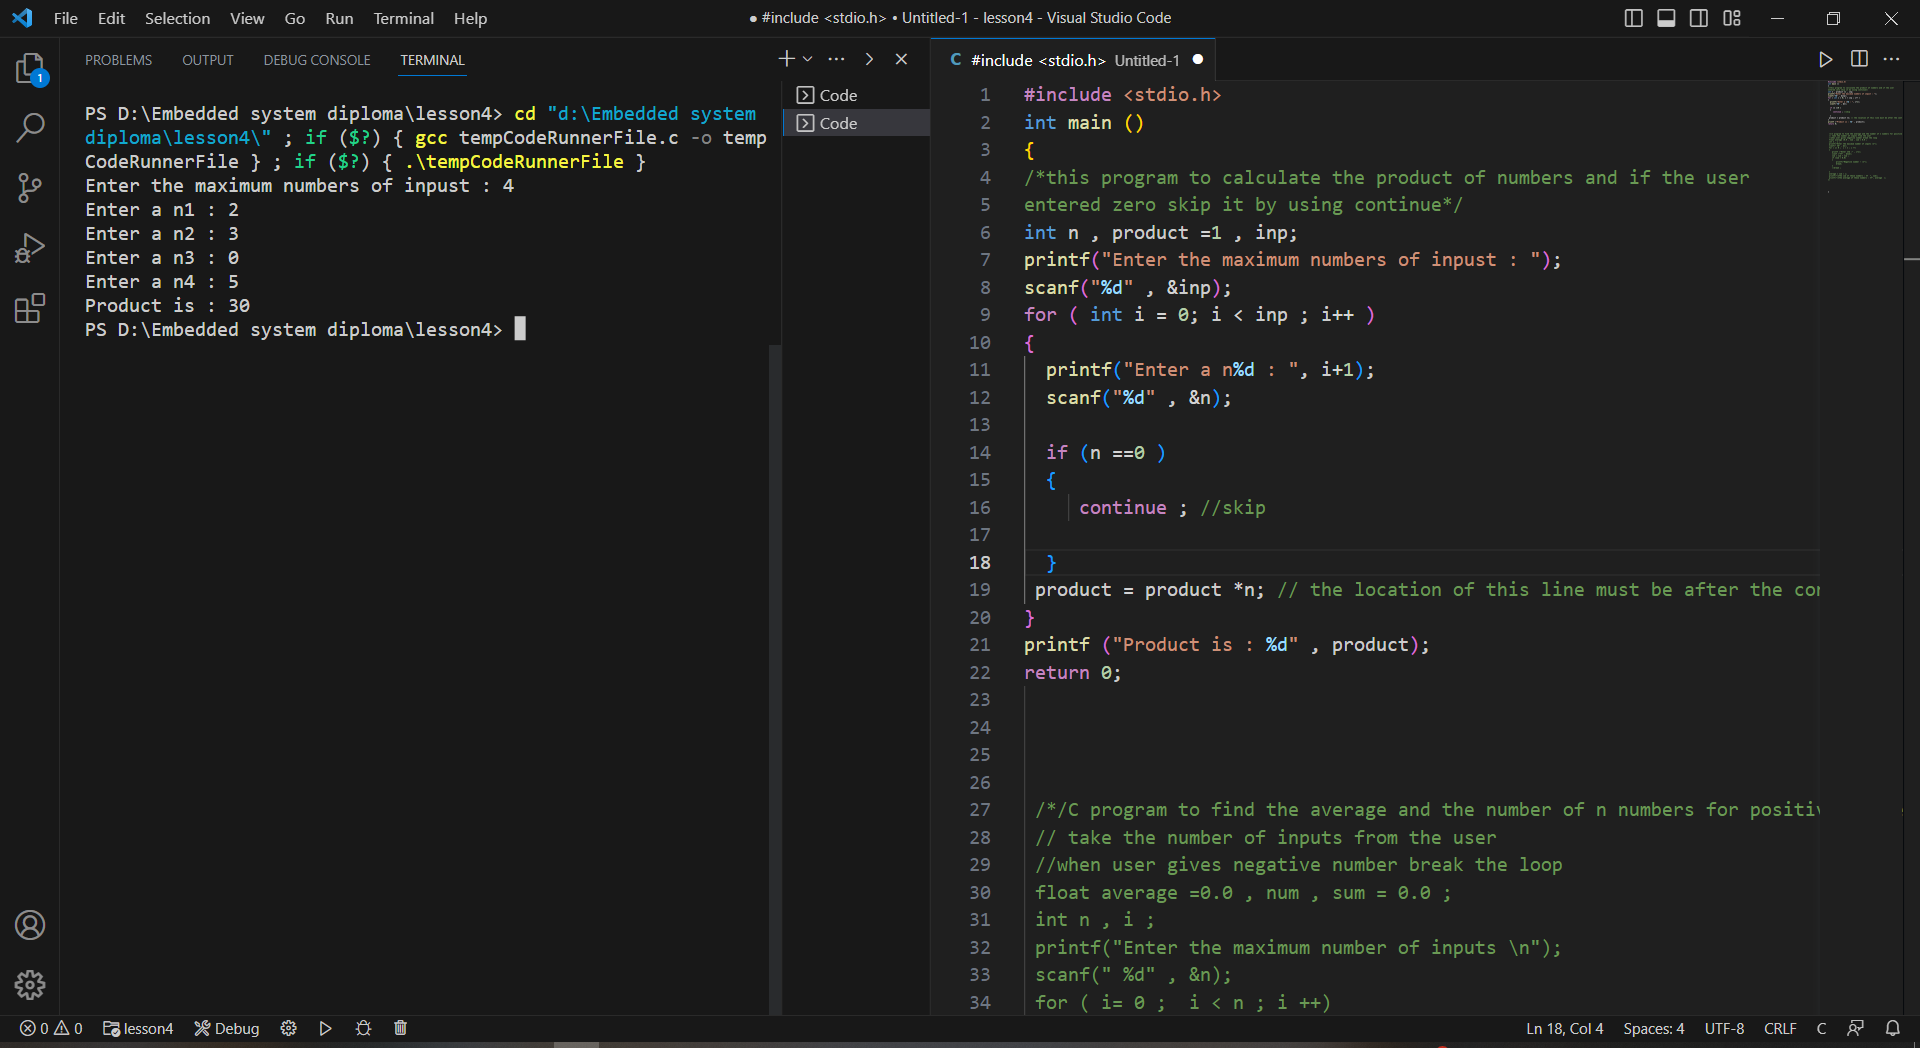 File Edit Selection View Go Run Terminal Help
● #include <stdio.h> • Untitled-1 - lesson4 - Visual Studio Code
1
PROBLEMS OUTPUT DEBUG CONSOLE TERMINAL
PS D:\Embedded system diploma\lesson4> cd "d:\Embedded system
diploma\lesson4\" ; if ($?) { gcc tempCodeRunnerFile.c -o temp
CodeRunnerFile } ; if ($?) { .\tempCodeRunnerFile }
Enter the maximum numbers of inpust : 4
Enter a n1 : 2
Enter a n2 : 3
Enter a n3 : 0
Enter a n4 : 5
Product is : 30
PS D:\Embedded system diploma\lesson4>
Code
Code
C #include <stdio.h> Untitled-1 ●
1 #include <stdio.h>
2 int main ()
3 {
4 /*this program to calculate the product of numbers and if the user
5 entered zero skip it by using continue*/
6 int n , product =1 , inp;
7 printf("Enter the maximum numbers of inpust : ");
8 scanf("%d" , &inp);
9 for ( int i = 0; i < inp ; i++ )
10 {
11 printf("Enter a n%d : ", i+1);
12 scanf("%d" , &n);
13
14 if (n ==0 )
15 {
16 continue ; //skip
17
18 }
19 product = product *n; // the location of this line must be after the
20 }
21 printf ("Product is : %d" , product);
22 return 0;
23
24
25
26
27 /*/C program to find the average and the number of n numbers for
28 // take the number of inputs from the user
29 //when user gives negative number break the loop
30 float average =0.0 , num , sum = 0.0 ;
31 int n , i ;
32 printf("Enter the maximum number of inputs \n");
33 scanf(" %d" , &n);
34 for ( i= 0 ; i < n ; i ++)
0 0 lesson4 Debug
Ln 18, Col 4 Spaces: 4 UTF-8 CRLF C